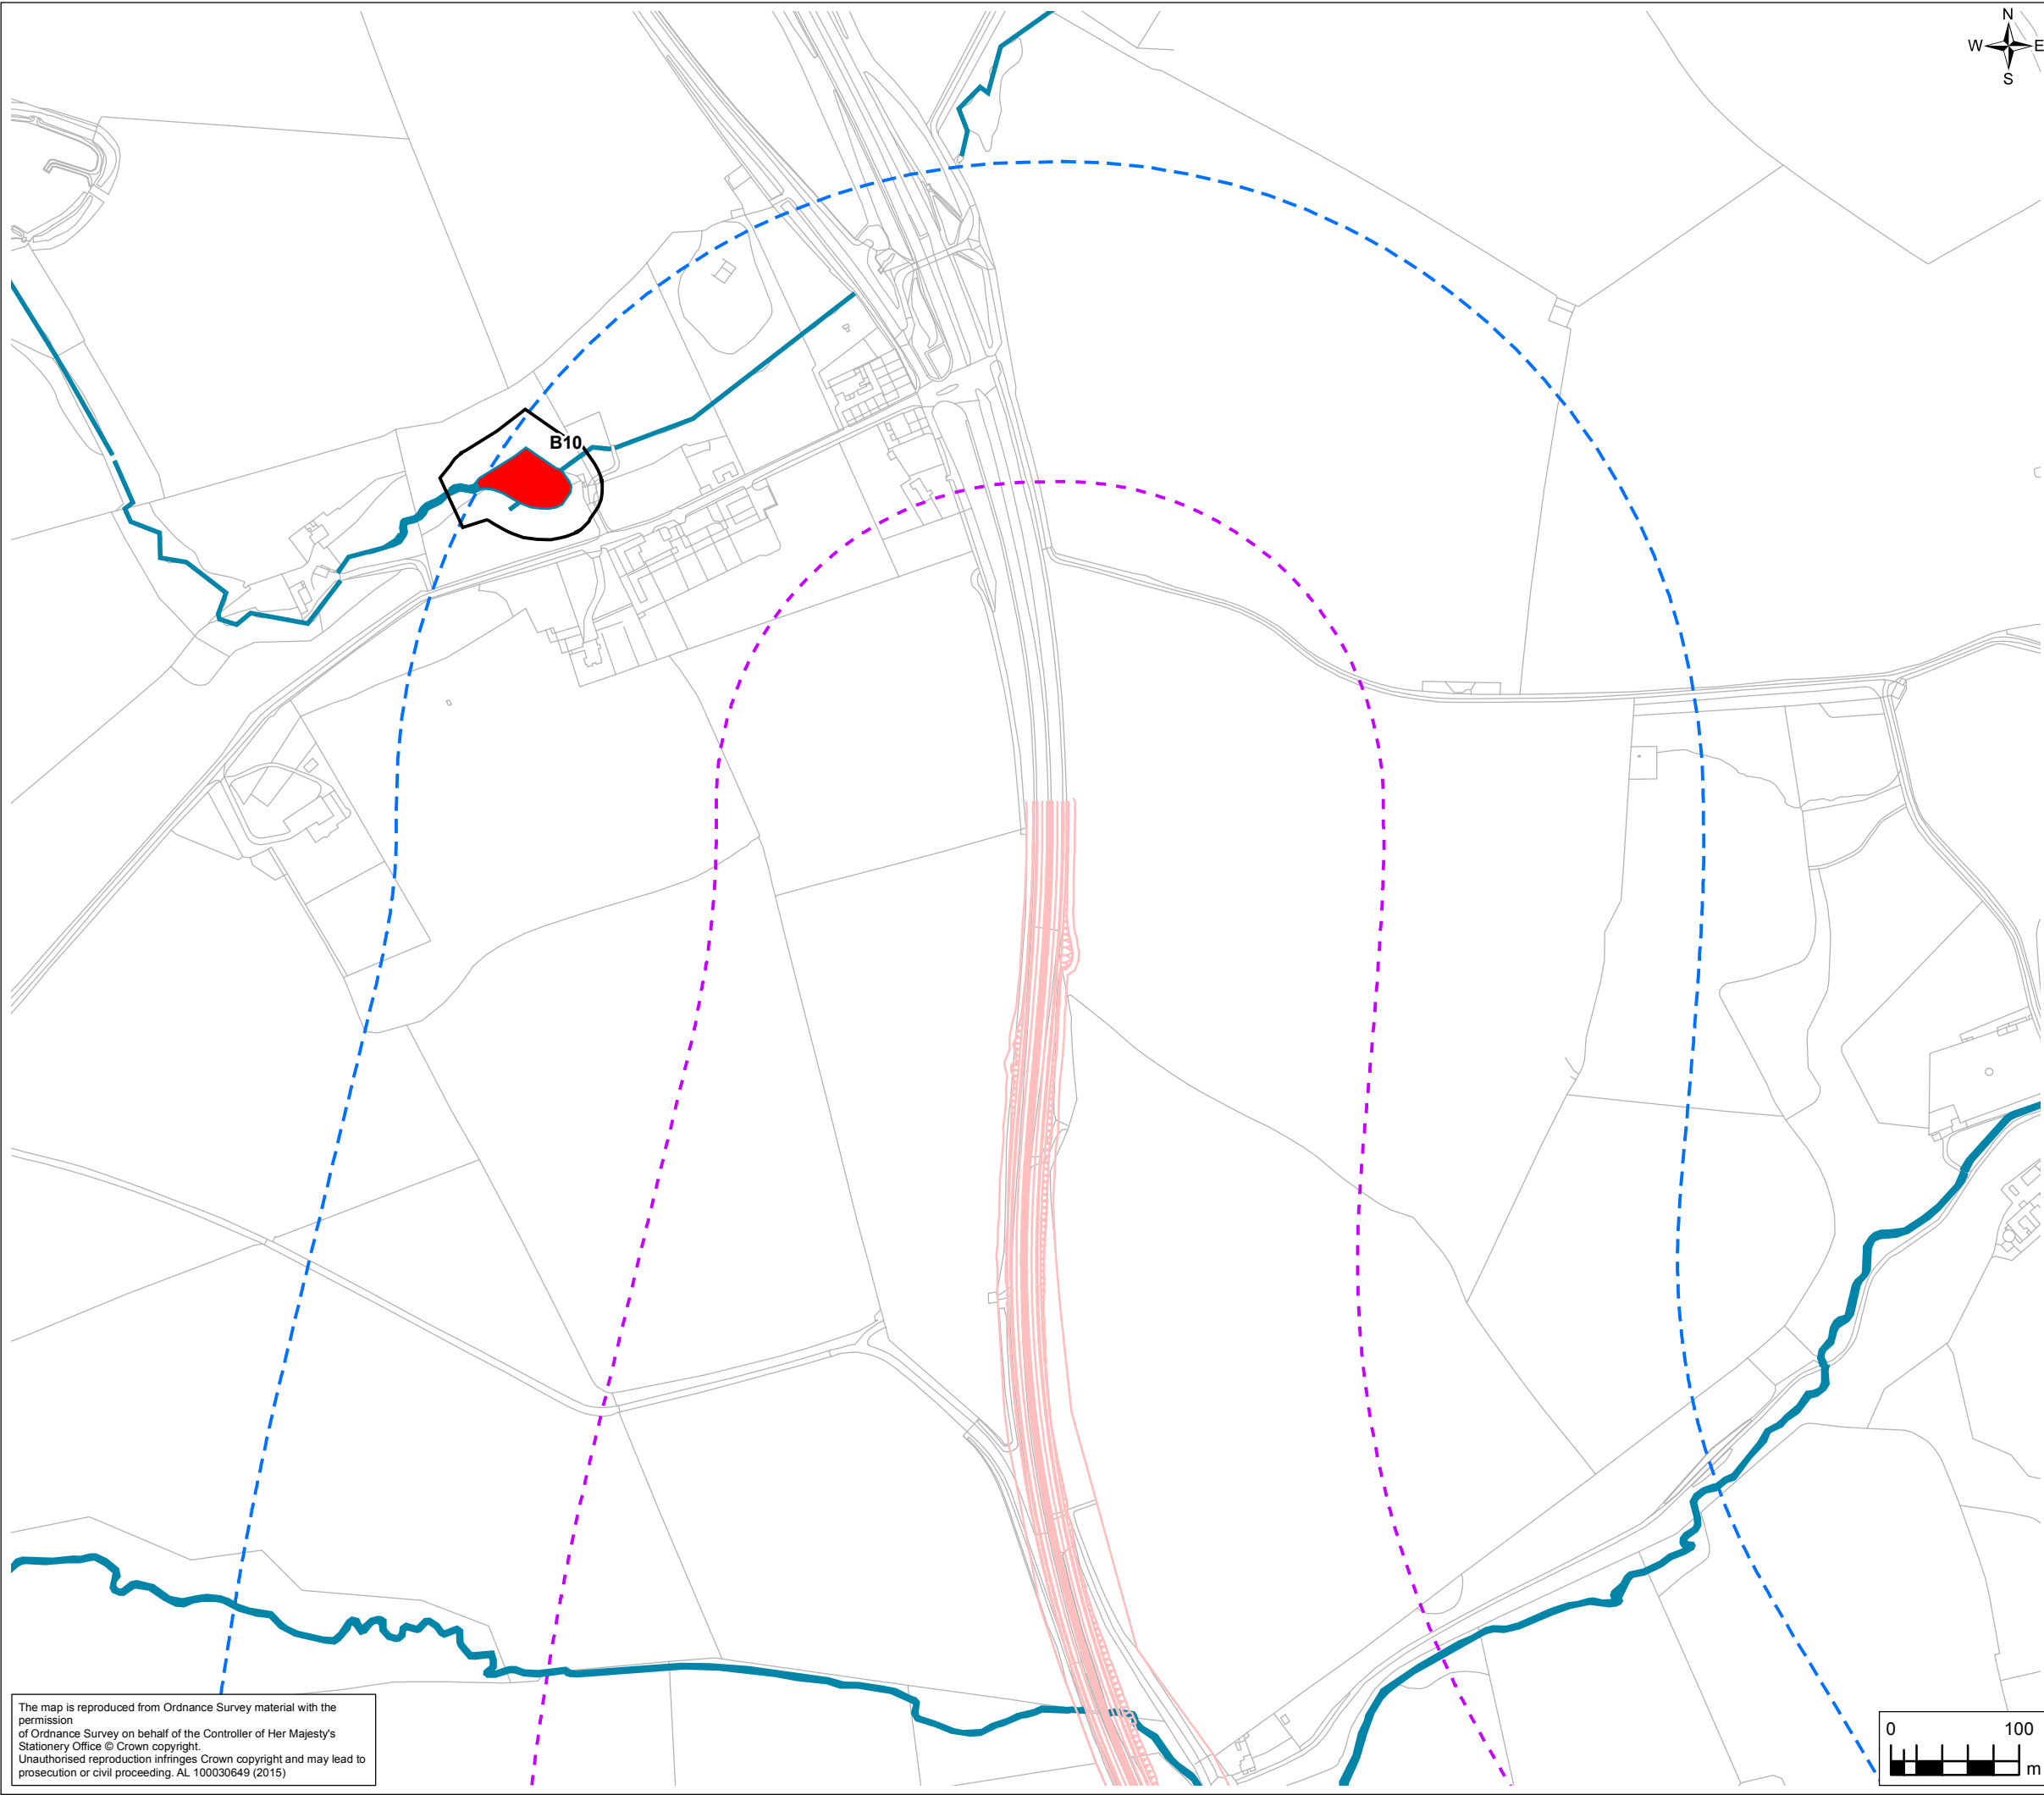 N
W E
S
B10
The map is reproduced from Ordnance Survey material with the
permission
of Ordnance Survey on behalf of the Controller of Her Majesty's
Stationery Office © Crown copyright.
Unauthorised reproduction infringes Crown copyright and may lead to
prosecution or civil proceeding. AL 100030649 (2015)
0 100
m